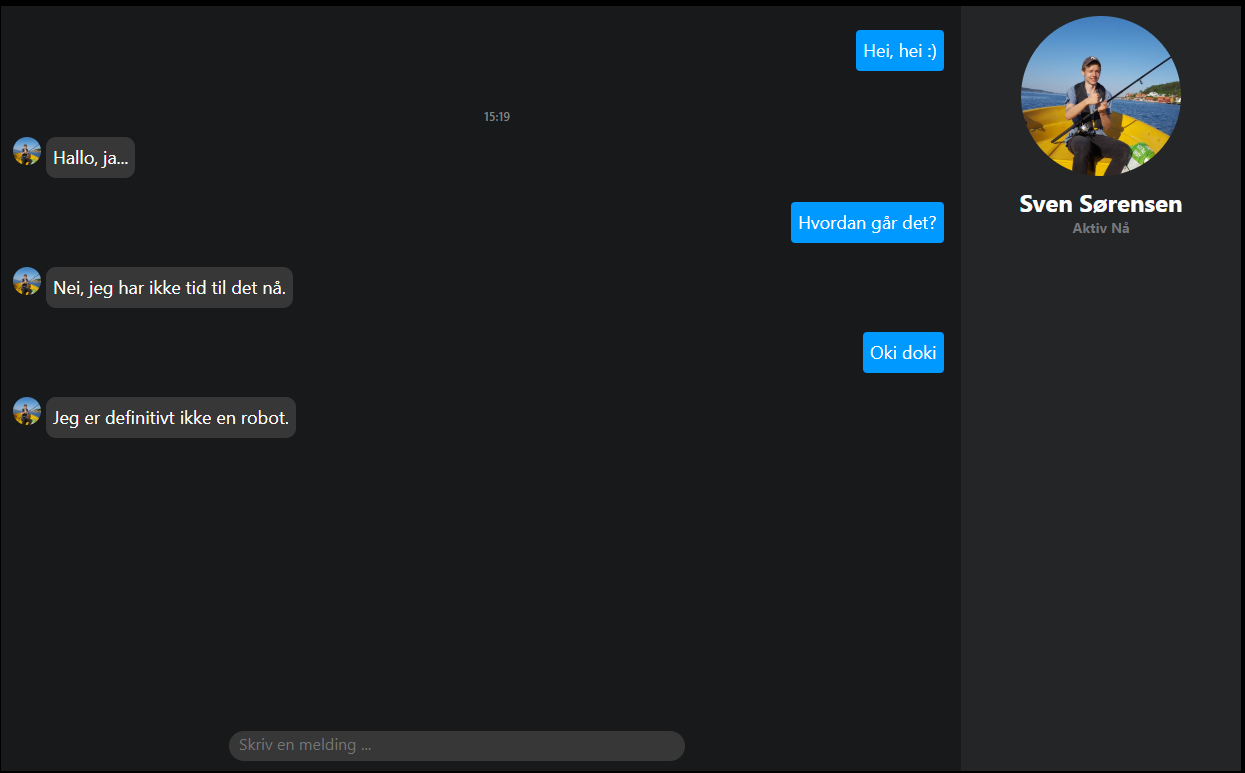 Hei, hei :)
15:19
Hallo, ja...
Hvordan går det?
Nei, jeg har ikke tid til det nå.
Oki doki
Jeg er definitivt ikke en robot.
Skriv en melding ...
Sven Sørensen
Aktiv Nå